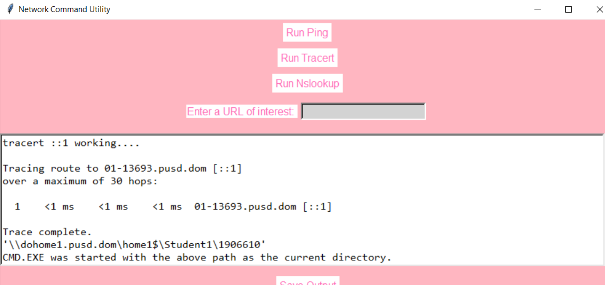 Network Command Utility
Run Ping
Run Tracert
Run Nslookup
Enter a URL of interest:
tracert ::1 working....
Tracing route to 01-13693.pusd.dom [::1]
over a maximum of 30 hops:
1 <1 ms <1 ms <1 ms 01-13693.pusd.dom [::1]
Trace complete.
'\\dohome1.pusd.dom\home1$\Student1\1906610'
CMD.EXE was started with the above path as the current directory.
Save Output